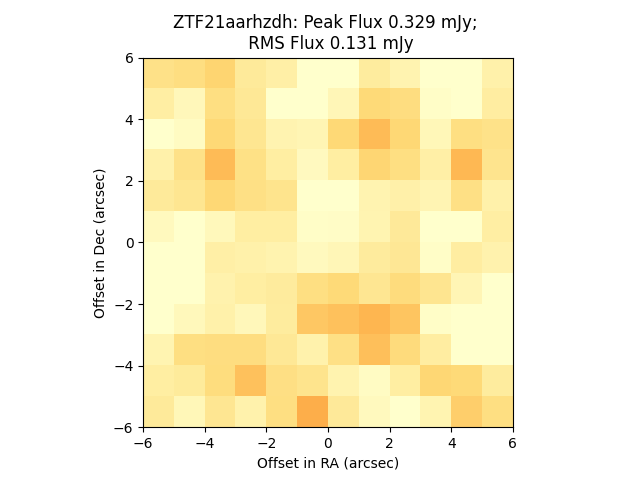 ZTF21aarhzdh: Peak Flux 0.329 mJy;
RMS Flux 0.131 mJy
6
4
2
0
−2
−4
−6
Offset in Dec (arcsec)
−6 −4 −2 0 2 4 6
Offset in RA (arcsec)